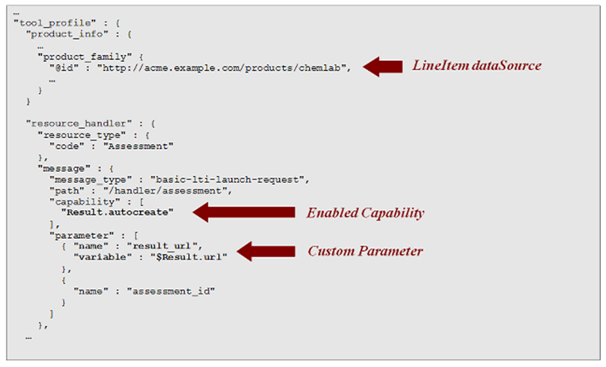 …
"tool_profile" : {
"product_info" : {
…
"product_family" {
"@id" : "http://acme.example.com/products/chemlab",
LineItem dataSource
…
}
}
"resource_handler" : {
"resource_type" : {
"code" : "Assessment"
},
"message" : {
"message_type" : "basic-lti-launch-request",
"path" : "/handler/assessment",
"capability" : [
"Result.autocreate"
Enabled Capability
],
"parameter" : [
{ "name" : "result_url",
"variable" : "$Result.url"
Custom Parameter
},
{
"name" : "assessment_id"
}
]
},
…